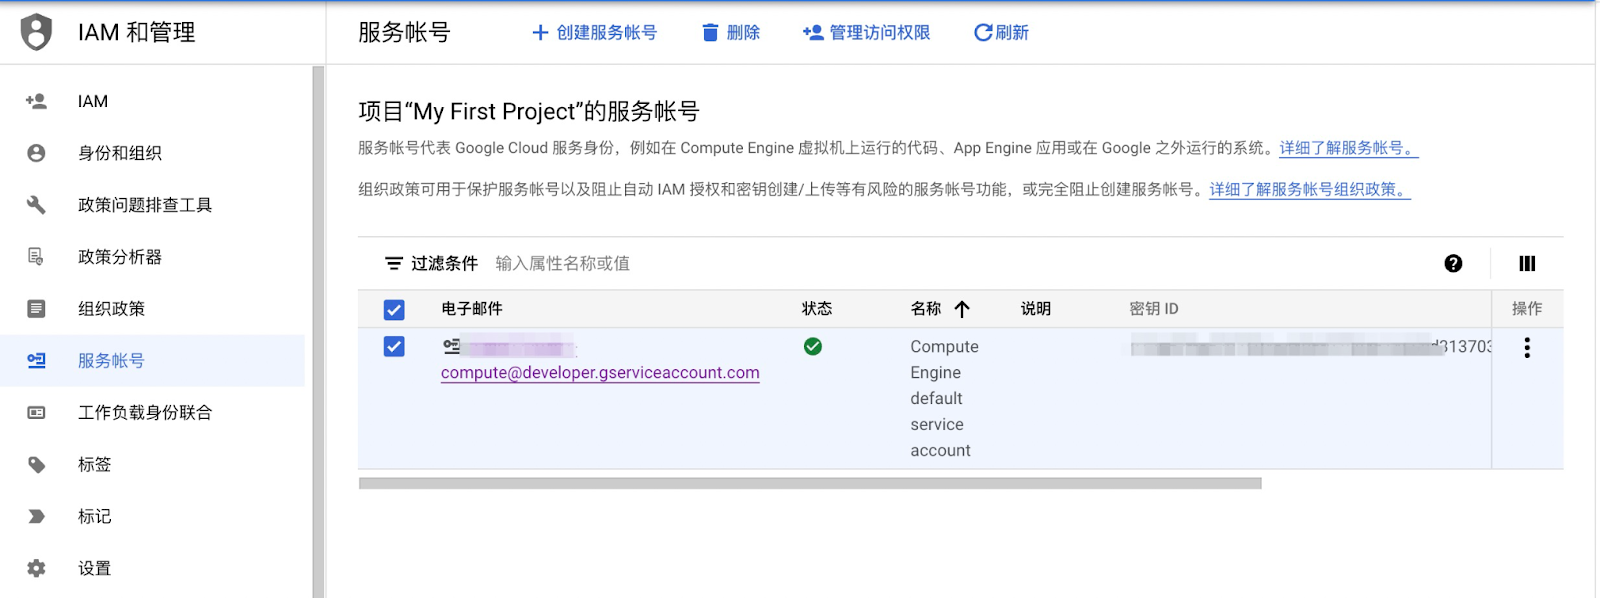 IAM 和管理
服务帐号
创建服务帐号
删除
管理访问权限
刷新
IAM
身份和组织
政策问题排查工具
政策分析器
组织政策
服务帐号
工作负载身份联合
标签
标记
设置
项目“My First Project”的服务帐号
服务帐号代表 Google Cloud 服务身份，例如在 Compute Engine 虚拟机上运行的代码、App Engine 应用或在 Google 之外运行的系统。详细了解服务帐号。
组织政策可用于保护服务帐号以及阻止自动 IAM 授权和密钥创建/上传等有风险的服务帐号功能，或完全阻止创建服务帐号。详细了解服务帐号组织政策。
过滤条件 输入属性名称或值
电子邮件 状态 名称 说明 密钥 ID 操作
compute@developer.gserviceaccount.com
Compute
Engine
default
service
account
313703